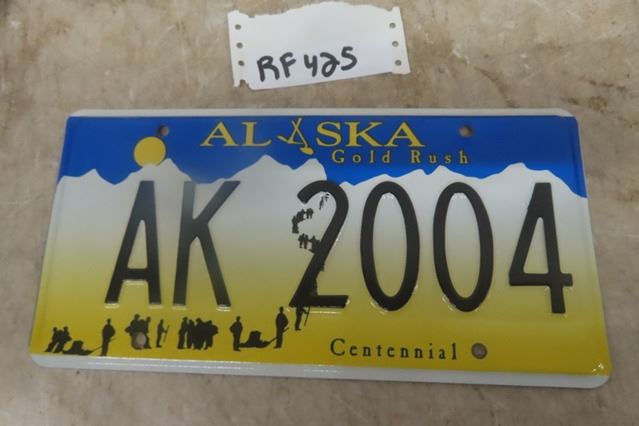 RF425
ALASKA
Gold Rush
AK 2004
Centennial